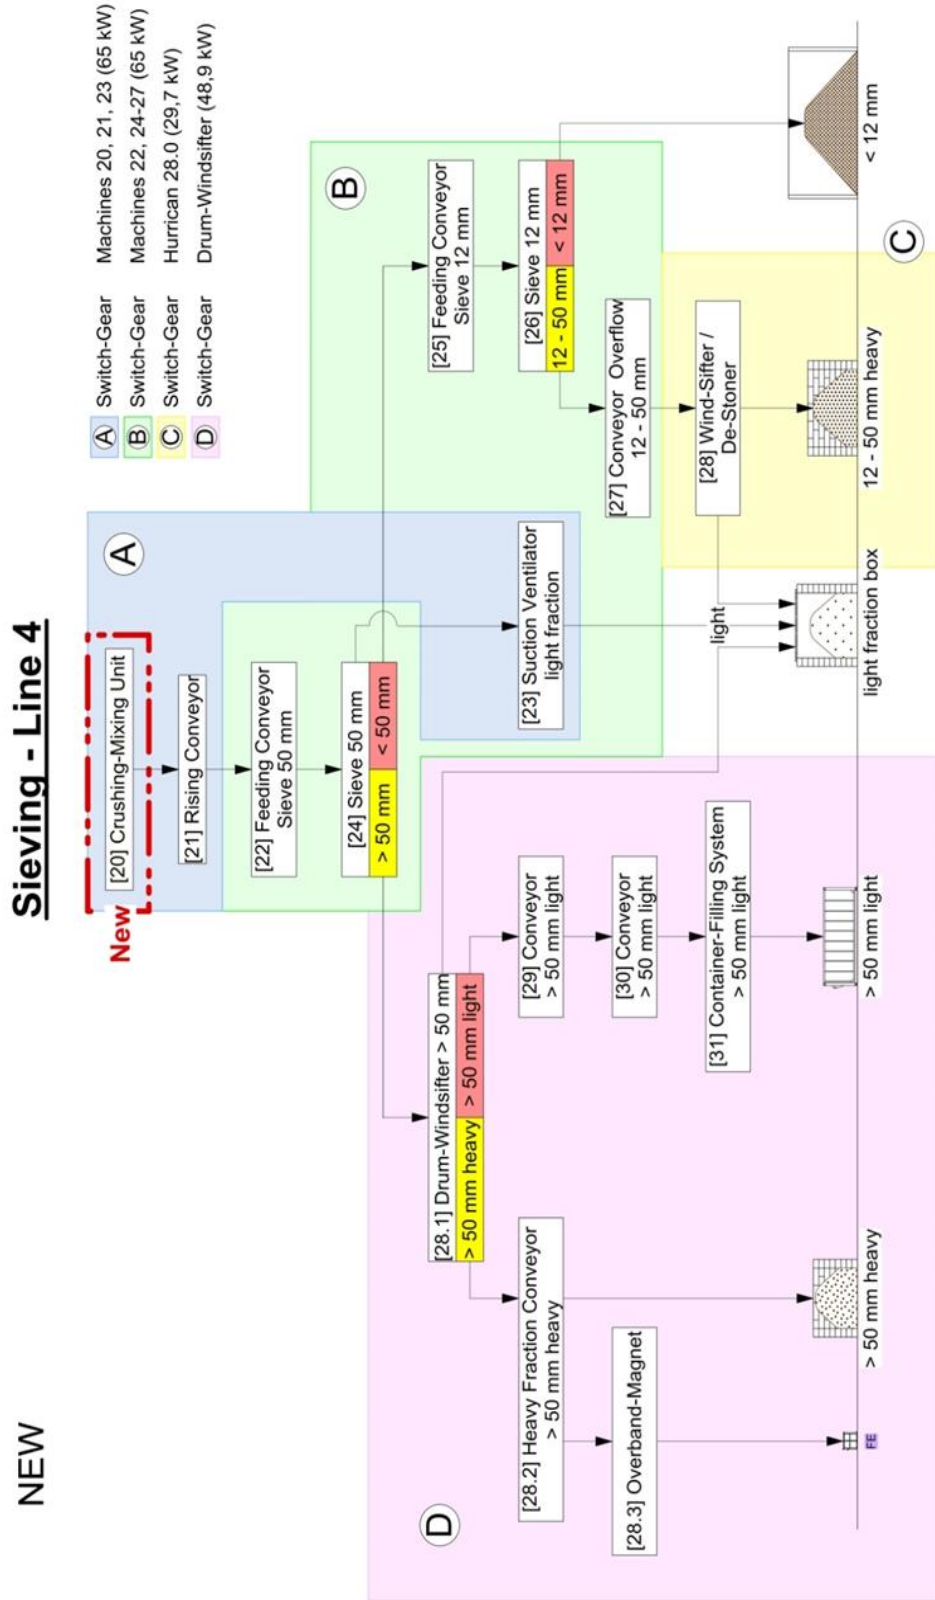 NEW
Sieving - Line 4
A Switch-Gear Machines 20, 21, 23 (65 kW)
B Switch-Gear Machines 22, 24-27 (65 kW)
C Switch-Gear Hurrican 28.0 (29,7 kW)
D Switch-Gear Drum-Windsifter (48,9 kW)
New
[20] Crushing-Mixing Unit
A
[21] Rising Conveyor
[22] Feeding Conveyor
Sieve 50 mm
[24] Sieve 50 mm
> 50 mm
< 50 mm
B
[25] Feeding Conveyor
Sieve 12 mm
[26] Sieve 12 mm
12 - 50 mm
< 12 mm
[23] Suction Ventilator
light fraction
[27] Conveyor Overflow
12 - 50 mm
[28] Wind-Sifter /
De-Stoner
light
D
[28.1] Drum-Windsifter > 50 mm
> 50 mm heavy
> 50 mm light
[28.2] Heavy Fraction Conveyor
> 50 mm heavy
[29] Conveyor
> 50 mm light
[28.3] Overband-Magnet
[30] Conveyor
> 50 mm light
[31] Container-Filling System
> 50 mm light
FE
> 50 mm heavy
> 50 mm light
light fraction box
12 - 50 mm heavy
C
< 12 mm